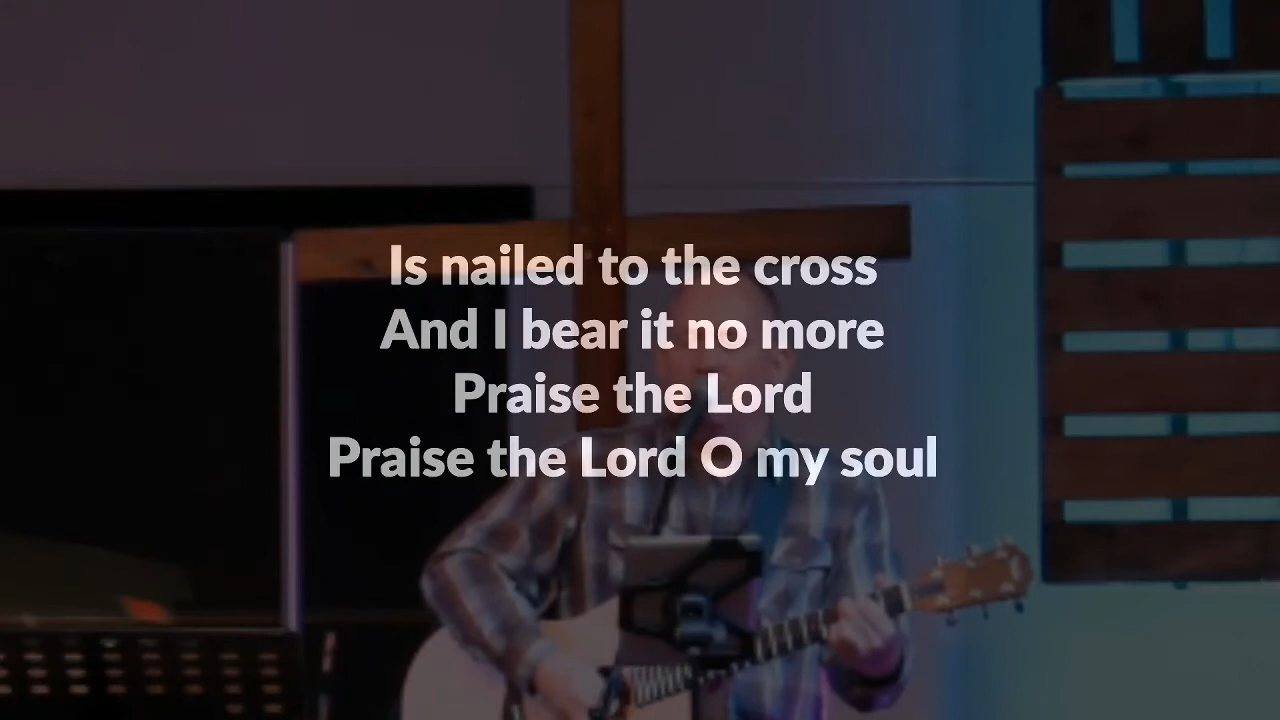 Is nailed to the cross
And I bear it no more
Praise the Lord
Praise the Lord O my soul